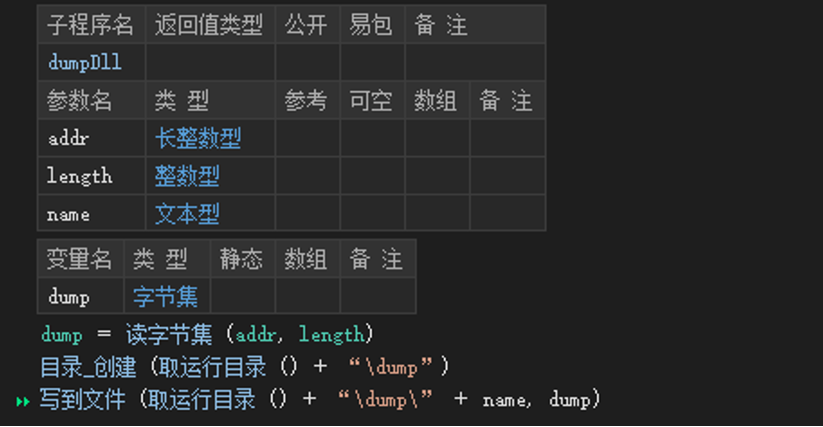 子程序名 返回值类型 公开 易包 备 注
dumpDll
参数名 类 型 参考 可空 数组 备 注
addr 长整数型
length 整数型
name 文本型
变量名 类 型 静态 数组 备 注
dump 字节集
dump = 读字节集 (addr, length)
目录_创建 (取运行目录 () + “\dump”)
写到文件 (取运行目录 () + “\dump\” + name, dump)